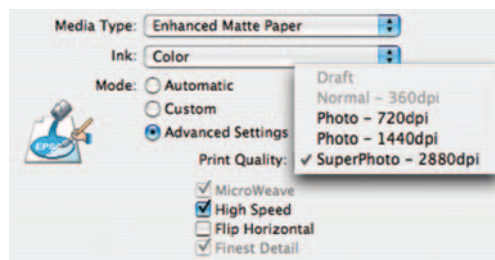 Media Type: Enhanced Matte Paper
Ink: Color
Mode: Automatic
Custom
Advanced Settings
Print Quality:
Draft
Normal - 360dpi
Photo - 720dpi
Photo - 1440dpi
✓ SuperPhoto - 2880dpi
MicroWeave
High Speed
Flip Horizontal
Finest Detail
EPSON